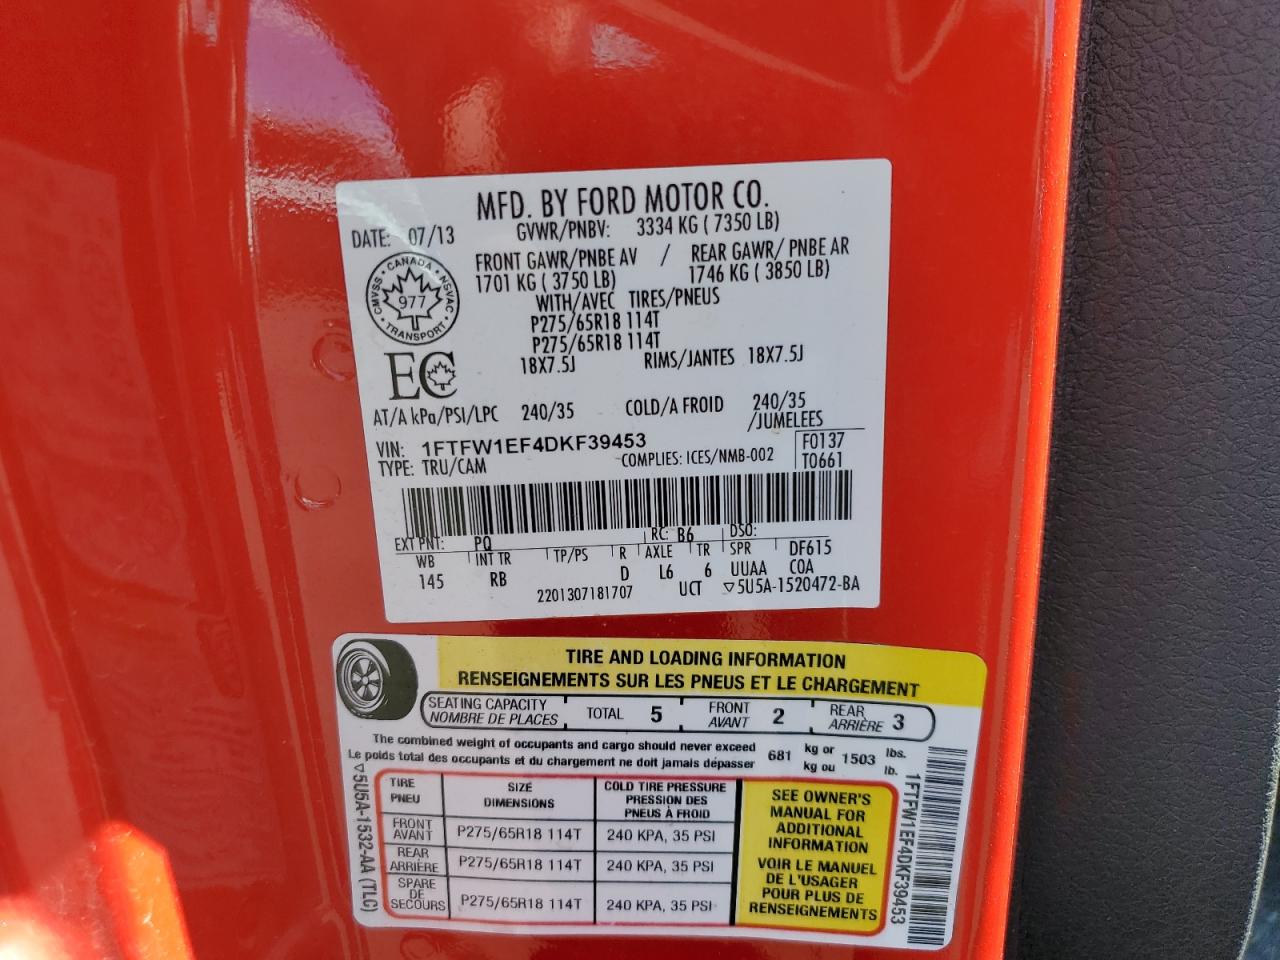 MFD. BY FORD MOTOR CO.
DATE: 07/13
GVWR/PNBV: 3334 KG ( 7350 LB)
FRONT GAWR/PNBE AV / REAR GAWR/ PNBE AR
1701 KG ( 3750 LB) 1746 KG ( 3850 LB)
WITH/AVEC TIRES/PNEUS
P275/65R18 114T
P275/65R18 114T
18X7.5J RIMS/JANTES 18X7.5J
CANADA
CMVSS NSVAC
977
TRANSPORT
EC
AT/A kPa/PSI/LPC 240/35 COLD/A FROID 240/35
/JUMELEES
VIN: 1FTFW1EF4DKF39453
TYPE: TRU/CAM COMPLIES: ICES/NMB-002
F0137
T0661
EXT PNT: PQ RC: B6 DSO:
WB INT TR TP/PS R AXLE TR SPR DF615
145 RB D L6 6 UUAA COA
2201307181707 UCT ▽5U5A-1520472-BA
TIRE AND LOADING INFORMATION
RENSEIGNEMENTS SUR LES PNEUS ET LE CHARGEMENT
SEATING CAPACITY
NOMBRE DE PLACES
TOTAL 5
FRONT
AVANT 2
REAR
ARRIÈRE 3
The combined weight of occupants and cargo should never exceed 681 kg or 1503 lbs.
Le poids total des occupants et du chargement ne doit jamais dépasser kg ou lb.
TIRE
PNEU
SIZE
DIMENSIONS
COLD TIRE PRESSURE
PRESSION DES
PNEUS À FROID
FRONT
AVANT
P275/65R18 114T 240 KPA, 35 PSI
REAR
ARRIÈRE
P275/65R18 114T 240 KPA, 35 PSI
SPARE
DE
SECOURS
P275/65R18 114T 240 KPA, 35 PSI
SEE OWNER'S
MANUAL FOR
ADDITIONAL
INFORMATION
VOIR LE MANUEL
DE L'USAGER
POUR PLUS DE
RENSEIGNEMENTS
▽5U5A-1532-AA (TLC)
1FTFW1EF4DKF39453